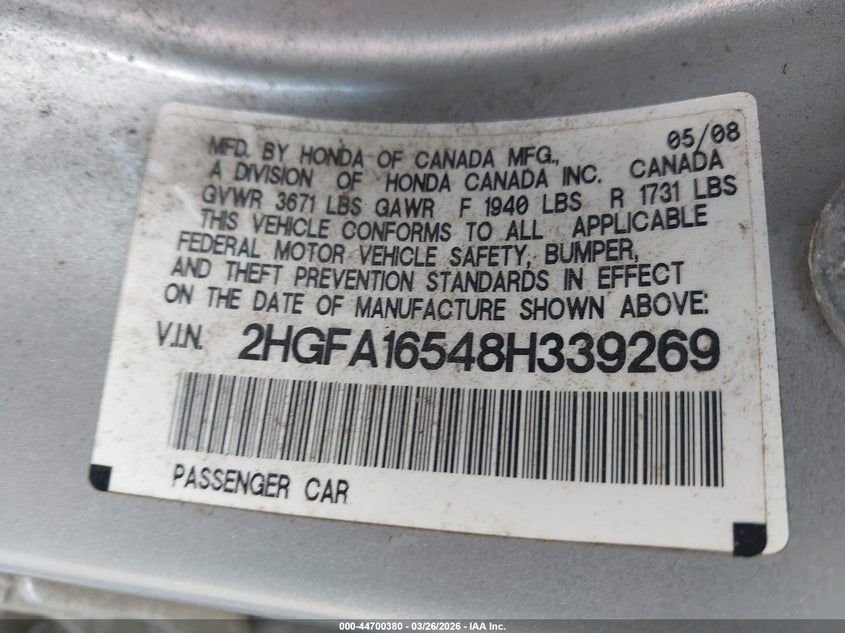 05/08
MFD. BY HONDA OF CANADA MFG.,
A DIVISION OF HONDA CANADA INC. CANADA
GVWR 3671 LBS GAWR F 1940 LBS R 1731 LBS
THIS VEHICLE CONFORMS TO ALL APPLICABLE
FEDERAL MOTOR VEHICLE SAFETY, BUMPER,
AND THEFT PREVENTION STANDARDS IN EFFECT
ON THE DATE OF MANUFACTURE SHOWN ABOVE:
V.I.N. 2HGFA16548H339269
PASSENGER CAR
000-44700380 - 03/26/2026 - IAA Inc.